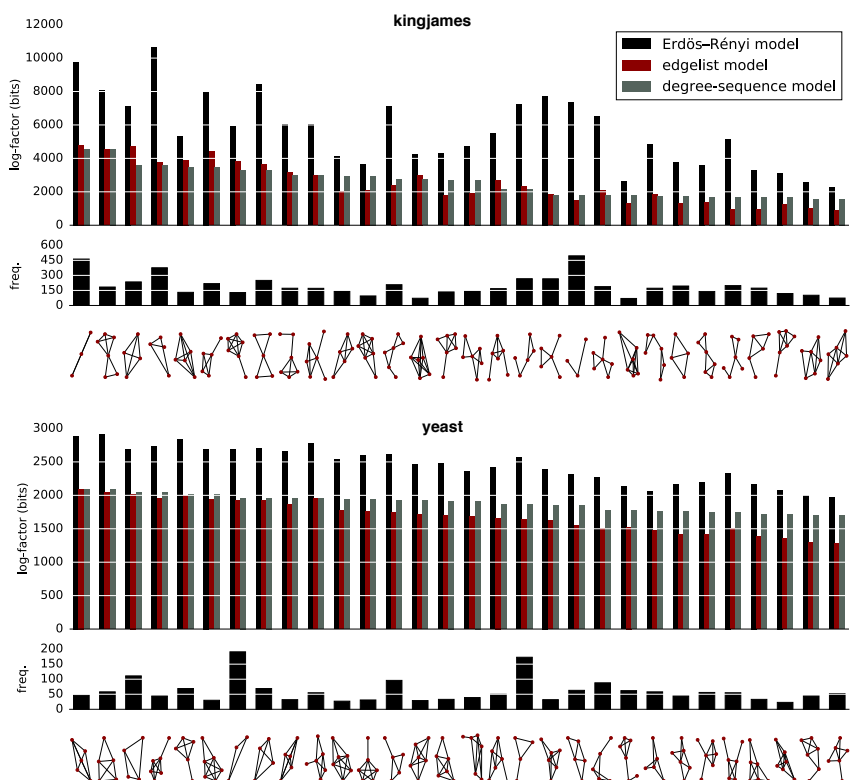 kingjames
12000
10000
8000
6000
4000
2000
0
log-factor (bits)
Erdös–Rényi model
edgelist model
degree-sequence model
600
450
300
150
0
freq.
yeast
3000
2500
2000
1500
1000
500
0
log-factor (bits)
200
150
100
50
0
freq.